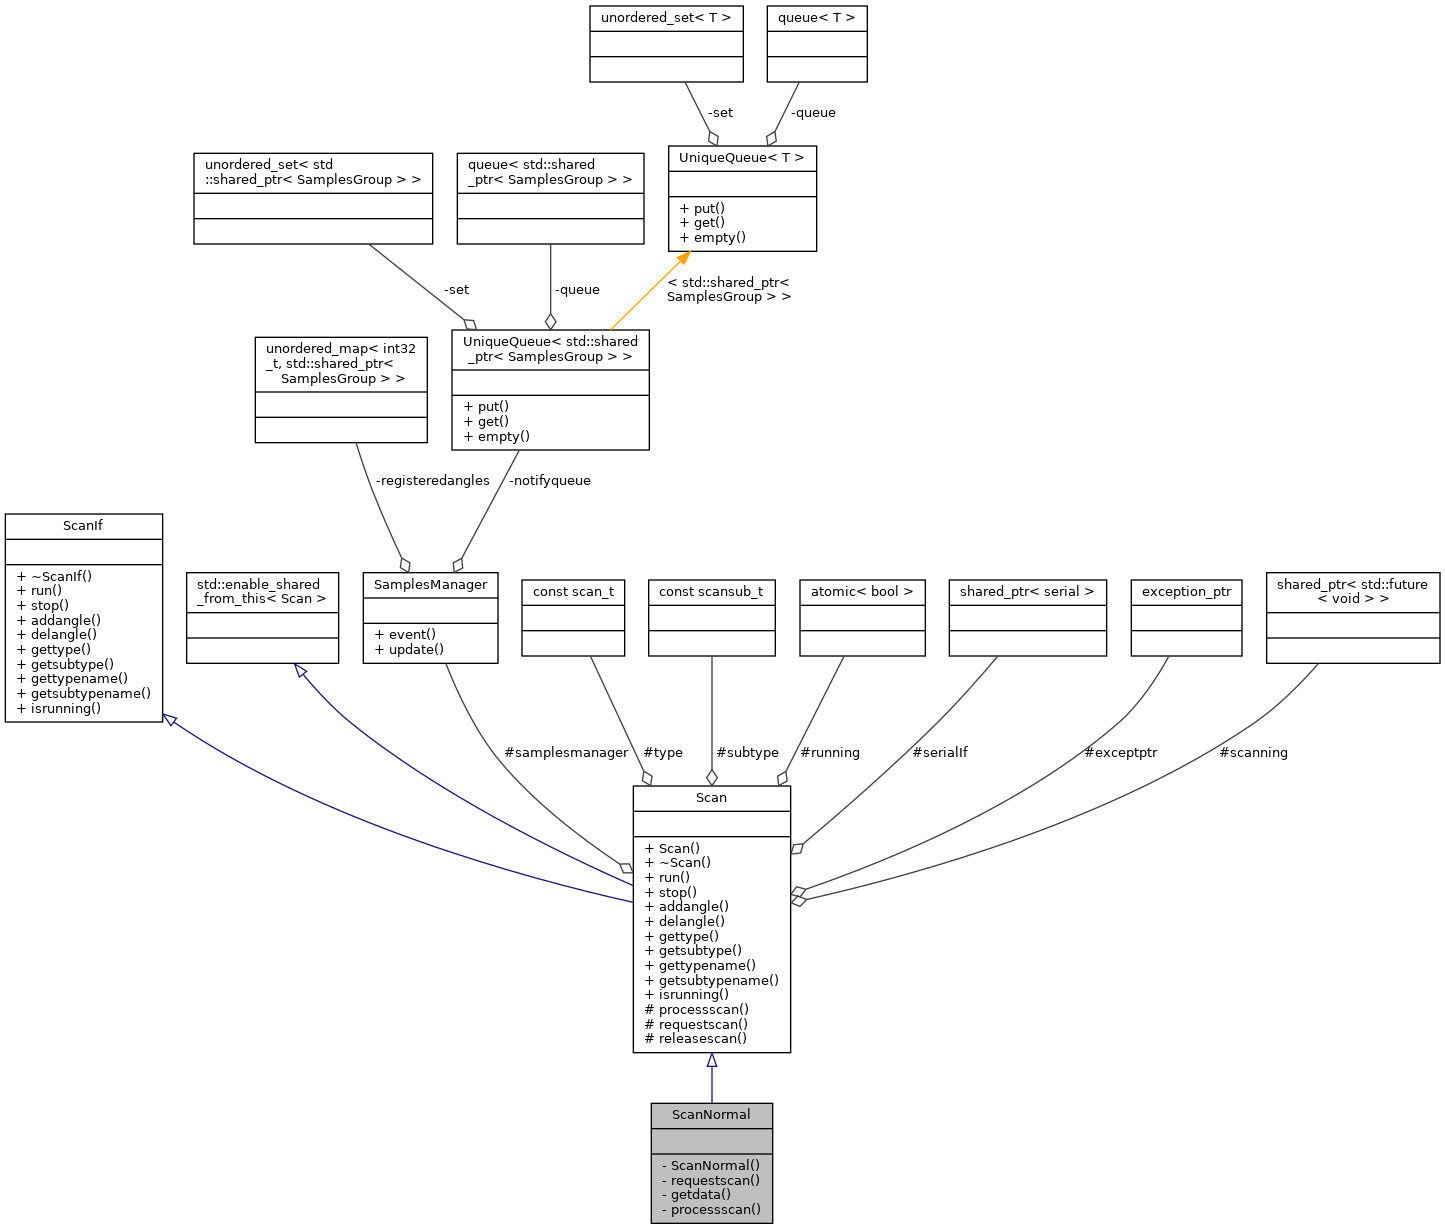 unordered_set< T >
queue< T >
-set
-queue
UniqueQueue< T >
+ put()
+ get()
+ empty()
unordered_set< std
::shared_ptr< SamplesGroup > >
queue< std::shared
_ptr< SamplesGroup > >
-set
-queue
< std::shared_ptr<
SamplesGroup > >
unordered_map< int32
_t, std::shared_ptr<
SamplesGroup > >
UniqueQueue< std::shared
_ptr< SamplesGroup > >
+ put()
+ get()
+ empty()
-registeredangles
-notifyqueue
ScanIf
+ ~ScanIf()
+ run()
+ stop()
+ addangle()
+ delangle()
+ gettype()
+ getsubtype()
+ gettypename()
+ getsubtypename()
+ isrunning()
std::enable_shared
_from_this< Scan >
SamplesManager
+ event()
+ update()
const scan_t
const scansub_t
atomic< bool >
shared_ptr< serial >
exception_ptr
shared_ptr< std::future
< void > >
#samplesmanager
#type
#subtype
#running
#serialIf
#exceptptr
#scanning
Scan
+ Scan()
+ ~Scan()
+ run()
+ stop()
+ addangle()
+ delangle()
+ gettype()
+ getsubtype()
+ gettypename()
+ getsubtypename()
+ isrunning()
# processscan()
# requestscan()
# releasescan()
ScanNormal
- ScanNormal()
- requestscan()
- getdata()
- processscan()